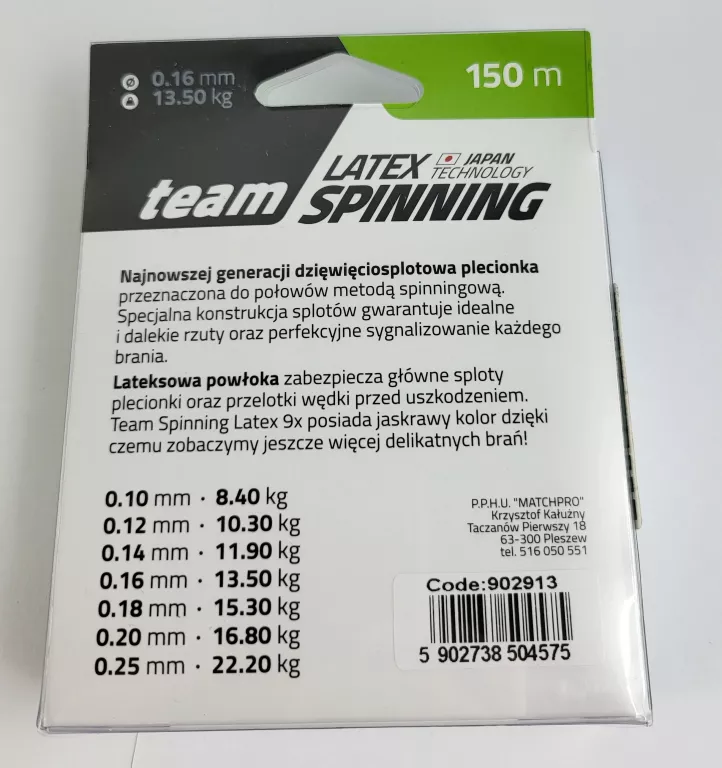 0.16 mm
13.50 kg
150 m
team LATEX SPINNING
JAPAN TECHNOLOGY
Najnowszej generacji dziewięciosplotowa plecionka
przeznaczona do połowów metodą spinningową.
Specjalna konstrukcja splotów gwarantuje idealne
i dalekie rzuty oraz perfekcyjne sygnalizowanie każdego
brania.
Lateksowa powłoka zabezpiecza główne sploty
plecionki oraz przelotki wędki przed uszkodzeniem.
Team Spinning Latex 9x posiada jaskrawy kolor dzięki
czemu zobaczymy jeszcze więcej delikatnych brań!
0.10 mm · 8.40 kg
0.12 mm · 10.30 kg
0.14 mm · 11.90 kg
0.16 mm · 13.50 kg
0.18 mm · 15.30 kg
0.20 mm · 16.80 kg
0.25 mm · 22.20 kg
P.P.H.U. "MATCHPRO"
Krzysztof Kałużny
Taczanów Pierwszy 18
63-300 Pleszew
tel. 516 050 551
Code:902913
5 902738 504575